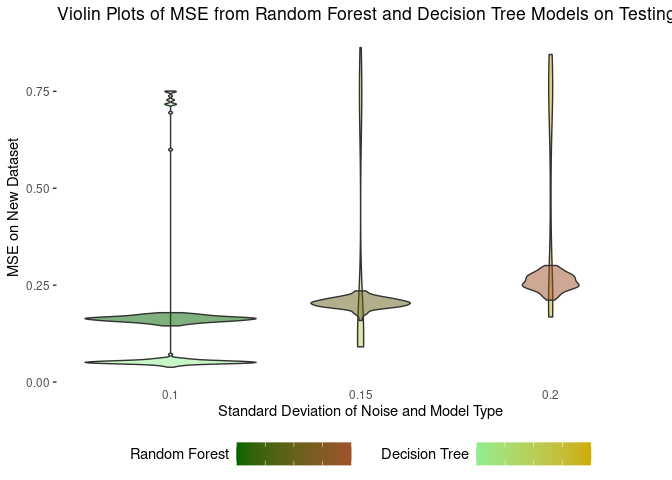 Violin Plots of MSE from Random Forest and Decision Tree Models on Testing
0.75
0.50
0.25
0.00
MSE on New Dataset
0.1
0.15
0.2
Standard Deviation of Noise and Model Type
Random Forest
Decision Tree